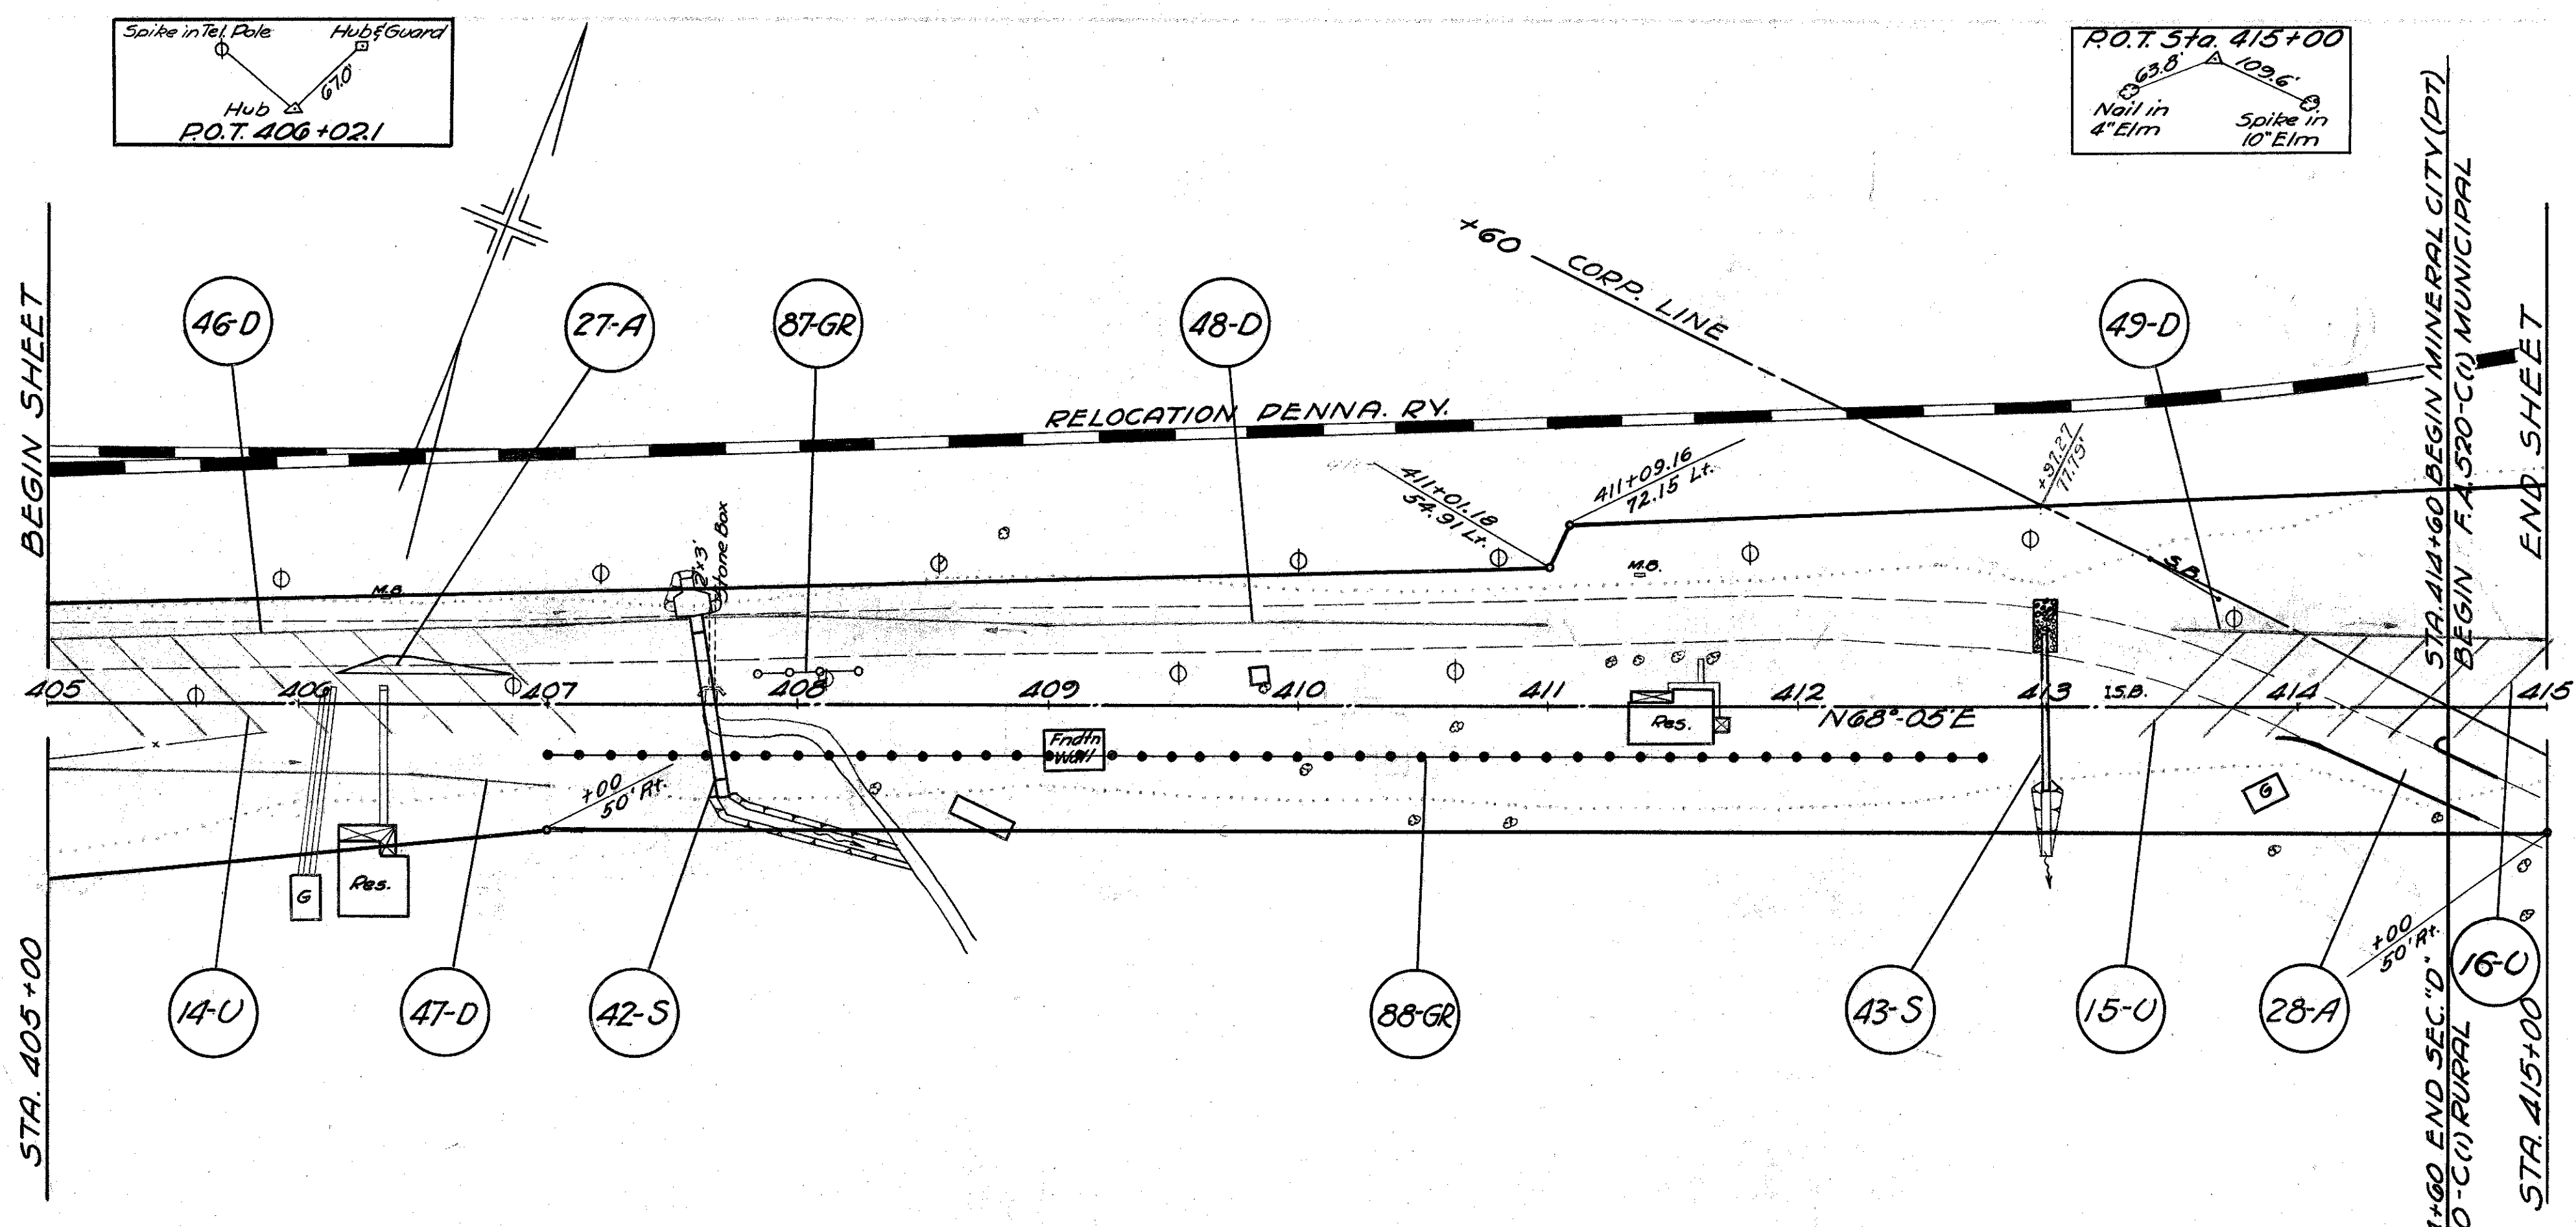 Spike in Tel. Pole
Hub & Guard
67.0'
Hub
P.O.T. 406+02.1
P.O.T. Sta. 415+00
63.8'
109.6'
Nail in
4" Elm
Spike in
10" Elm
BEGIN SHEET
STA. 405+00
46-D
27-A
87-GR
48-D
49-D
+60
CORP. LINE
RELOCATION PENNA. RY.
411+01.18
54.91 Lt.
411+09.16
72.15 Lt.
+97.27
77.79'
2'x3'
Stone Box
M.B.
M.B.
S.B.
405
406
407
408
409
410
411
412
413
I.S.B.
414
415
N68°-05'E
Res.
Fndtn
Wall
+00
50' Rt.
G
Res.
G
+00
50' Rt.
14-U
47-D
42-S
88-GR
43-S
15-U
28-A
16-U
STA. 414+60 BEGIN MINERAL CITY (PT)
BEGIN F.A. 520-C(1) MUNICIPAL
+60 END SEC. "D"
0-C(1) RURAL
END SHEET
STA. 415+00